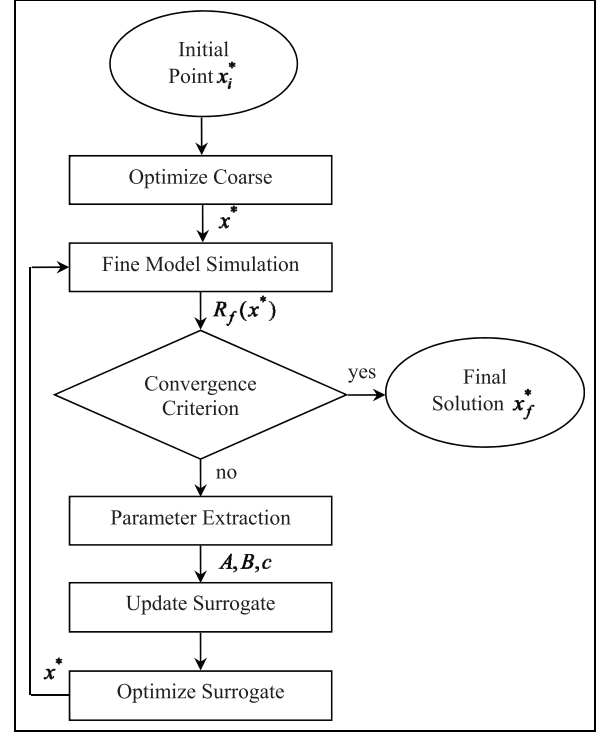 Initial
Point x_i^*
Optimize Coarse
x^*
Fine Model Simulation
R_f(x^*)
Convergence
Criterion
yes
Final
Solution x_f^*
no
Parameter Extraction
A,B,c
Update Surrogate
x^*
Optimize Surrogate